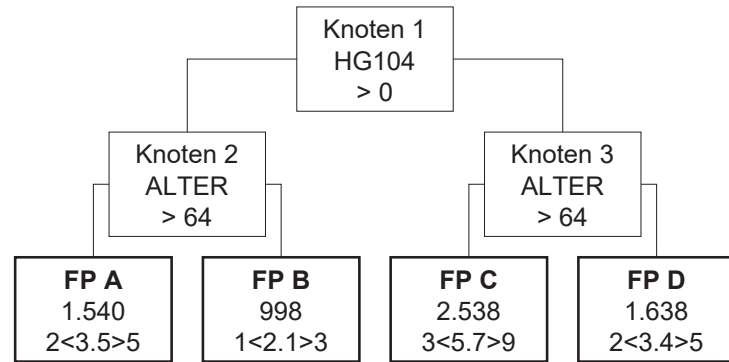 Knoten 1
HG104
> 0
Knoten 2
ALTER
> 64
Knoten 3
ALTER
> 64
FP A
1.540
2<3.5>5
FP B
998
1<2.1>3
FP C
2.538
3<5.7>9
FP D
1.638
2<3.4>5